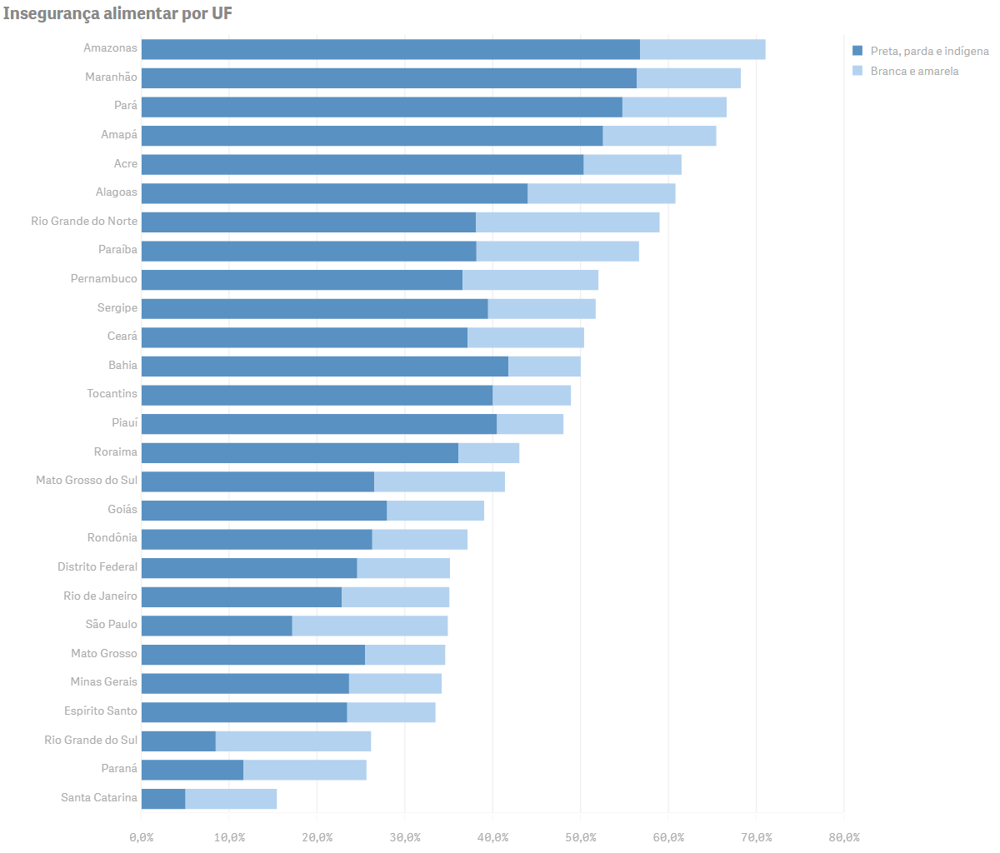 Insegurança alimentar por UF
Preta, parda e indígena
Branca e amarela
Amazonas
Maranhão
Pará
Amapá
Acre
Alagoas
Rio Grande do Norte
Paraíba
Pernambuco
Sergipe
Ceará
Bahia
Tocantins
Piauí
Roraima
Mato Grosso do Sul
Goiás
Rondônia
Distrito Federal
Rio de Janeiro
São Paulo
Mato Grosso
Minas Gerais
Espírito Santo
Rio Grande do Sul
Paraná
Santa Catarina
0,0% 10,0% 20,0% 30,0% 40,0% 50,0% 60,0% 70,0% 80,0%